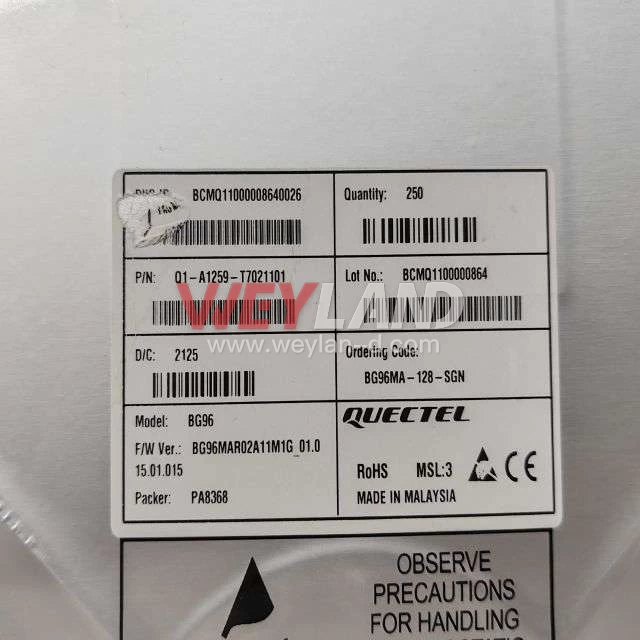 BCMQ11000008640026
Quantity: 250
P/N: Q1-A1259-T7021101
Lot No.: BCMQ1100000864
WEYLAND
www.weylan-d.com
D/C: 2125
Ordering Code:
BG96MA-128-SGN
Model: BG96
QUECTEL
F/W Ver.: BG96MAR02A11M1G_01.0
15.01.015
RoHS MSL:3 CE
Packer: PA8368
MADE IN MALAYSIA
OBSERVE
PRECAUTIONS
FOR HANDLING